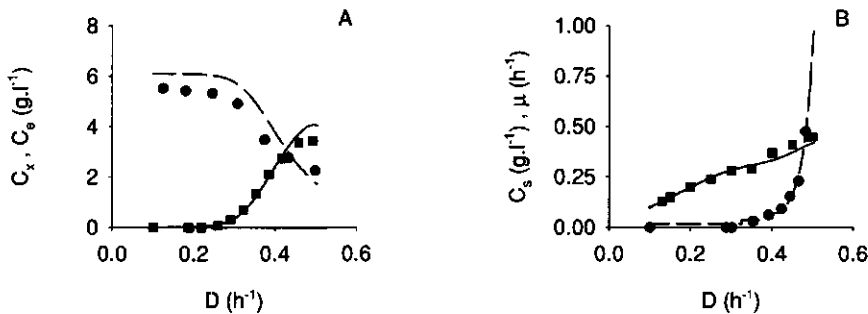 A
8
6
4
2
0
0.0 0.2 0.4 0.6
C_x , C_e (g.l⁻¹)
D (h⁻¹)
B
1.00
0.75
0.50
0.25
0.00
0.0 0.2 0.4 0.6
C_s (g.l⁻¹) , μ (h⁻¹)
D (h⁻¹)